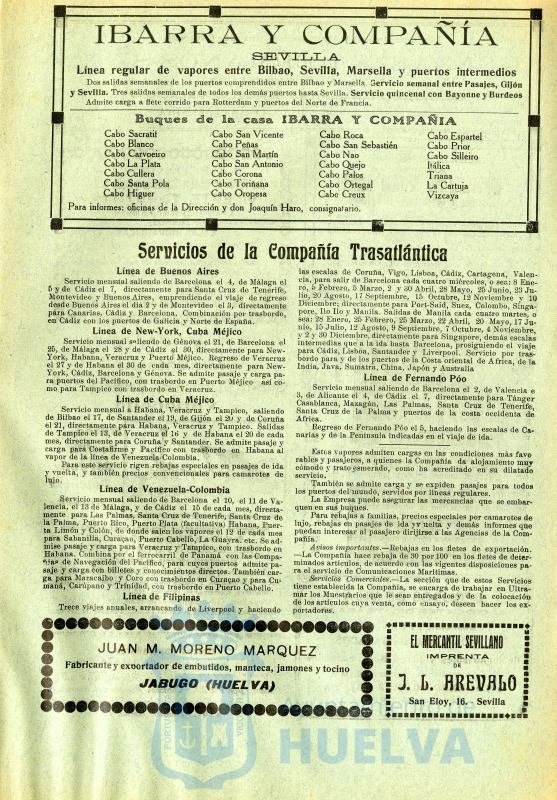 IBARRA Y COMPAÑÍA
SEVILLA
Línea regular de vapores entre Bilbao, Sevilla, Marsella y puertos intermedios
Dos salidas semanales de los puertos comprendidos entre Bilbao y Marsella. Servicio semanal entre Pasajes, Gijón
y Sevilla. Tres salidas semanales de todos los demás puertos hasta Sevilla. Servicio quincenal con Bayonne y Burdeos
Admite carga a flete corrido para Rotterdam y puertos del Norte de Francia.
Buques de la casa IBARRA Y COMPAÑIA
Cabo Sacratif
Cabo Blanco
Cabo Carvoeiro
Cabo La Plata
Cabo Cullera
Cabo Santa Pola
Cabo Higuer
Cabo San Vicente
Cabo Peñas
Cabo San Martín
Cabo San Antonio
Cabo Corona
Cabo Toriñana
Cabo Oropesa
Cabo Roca
Cabo San Sebastién
Cabo Nao
Cabo Quejo
Cabo Palos
Cabo Ortegal
Cabo Creux
Cabo Espartel
Cabo Prior
Cabo Silleiro
Itálica
Triana
La Cartuja
Vizcaya
Para informes: oficinas de la Dirección y don Joaquín Haro, consignatario.
Servicios de la Compañía Trasatlántica
Línea de Buenos Aires
Servicio mensual saliendo de Barcelona el 4, de Málaga el
5 y de Cádiz el 7, directamente para Santa Cruz de Tenerife,
Montevideo y Buenos Aires, emprendiendo el viaje de regreso
desde Buenos Aires el día 2 y de Montevideo el 3, directamente
para Canarias, Cádiz y Barcelona. Combinación por trasbordo,
en Cádiz con los puertos de Galicia y Norte de España.
Línea de New-York, Cuba Méjico
Servicio mensual saliendo de Génova el 21, de Barcelona el
25, de Málaga el 28 y de Cádiz el 30, directamente para New-
York, Habana, Veracruz y Puerto Méjico. Regreso de Veracruz
el 27 y de Habana el 30 de cada mes, directamente para New-
York, Cádiz, Barcelona y Génova. Se admite pasaje y carga pa-
ra puertos del Pacífico, con trasbordo en Puerto Méjico así co-
mo para Tampico con trasbordo en Veracruz.
Línea de Cuba Méjico
Servicio mensual a Habana, Veracruz y Tampico, saliendo
de Bilbao el 17, de Santander el 19, de Gijón el 20 y de Coruña
el 21, directamente para Habana, Veracruz y Tampico. Salidas
de Tampico el 13, de Veracruz el 16 y de Habana el 20 de cada
mes, directamente para Coruña y Santander. Se admite pasaje y
carga para Costafirme y Pacífico con trasbordo en Habana al
vapor de la línea de Venezuela-Colombia.
Para este servicio rigen rebajas especiales en pasajes de ida
y vuelta, y también precios convencionales para camarotes de
lujo.
Línea de Venezuela-Colombia
Servicio mensual saliendo de Barcelona el 10, el 11 de Va-
lencia, el 13 de Málaga, y de Cádiz el 15 de cada mes, directa-
mente para Las Palmas, Santa Cruz de Tenerife, Santa Cruz de
la Palma, Puerto Rico, Puerto Plata (facultativa) Habana, Puer-
ta Limón y Colón, de donde salen los vapores el 12 de cada mes
para Sabanilla, Curaçao, Puerto Cabello, La Guayra, etc. Se ad-
mise pasaje y carga para Veracruz y Tampico, con trasbordo en
Habana. Combina por el ferrocarril de Panamá con las Compa-
ñías de Navegación del Pacífico, para cuyos puertos admite pa-
saje y carga con billetes y conocimientos directos. También car-
ga para Maracaibo y Coro con trasbordo en Curaçao y para Cu-
maná, Carúpano y Trinidad, con trasbordo en Puerto Cabello.
Línea de Filipinas
Trece viajes anuales, arrancando de Liverpool y haciendo
las escalas de Coruña, Vigo, Lisboa, Cádiz, Cartagena, Valen-
cia, para salir de Barcelona cada cuatro miércoles, o sea: 8 Ene-
ro, 5 Febrero, 5 Marzo, 2 y 30 Abril, 28 Mayo, 25 Junio, 23 Ju-
lio, 20 Agosto, 17 Septiembre, 15 Octubre, 12 Noviembre y 10
Diciembre; directamente para Port-Said, Suez, Colombo, Singa-
pore, Ilo Ilo y Manila. Salidas de Manila cada cuatro martes, o
sea: 28 Enero, 25 Febrero, 25 Marzo, 22 Abril, 20 Mayo, 17 Ju-
nio, 15 Julio, 12 Agosto, 9 Septiembre, 7 Octubre, 4 Noviembre,
y 2 y 30 Diciembre, directamente para Singapore, demás escalas
intermedias que a la ida hasta Barcelona, prosiguiendo el viaje
para Cádiz, Lisboa, Santander y Liverpool. Servicio por tras-
bordo para y de los puertos de la Costa oriental de Africa, de la
India, Java, Sumatra, China, Japón y Australia
Línea de Fernando Póo
Servicio mensual saliendo de Barcelona el 2, de Valencia e
3, de Alicante el 4, de Cádiz el 7, directamente para Tánger
Casablanca, Mazagán, Las Palmas, Santa Cruz de Tenerife,
Santa Cruz de la Palma y puertos de la costa occidenta de
Africa.
Regreso de Fernando Póo el 5, haciendo las escalas de Ca-
narias y de la Península indicadas en el viaje de ida.
Estos vapores admiten cargas en las condiciónes más favo
rables y pasajeros, a quienes la Compañía da alojamiento muy
cómodo y trato esmerado, como ha acreditado en su dilatado
servicio.
También se admite carga y se expiden pasajes para todos
los puertos del mundo, servidos por líneas regulares.
La Empresa puede asegurar las mercancías que se embar-
quen en sus buques.
Para rebajas a familias, precios especiales por camarotes de
lujo, rebajas en pasajes de ida y vuelta y demás informes que
puedan interesar al pasajero dirigirse a las Agencias de la Com-
pañía.
Avisos importantes.—Rebajas en los fletes de exportación.
—La Compañía hace rebaja de 30 por 100 en los fletes de deter-
minados artículos, de acuerdo con las vigentes disposiciones pa-
ra el servicio de Comunicaciones Marítimas.
Servicios Comerciales.—La sección que de estos Servicios
tiene establecida la Compañía, se encarga de trabajar en Ultra-
mar los Muestrarios que le sean entregados y de la colocación
de los artículos cuya venta, como ensayo, deseen hacer los ex-
portadores.
JUAN M. MORENO MARQUEZ
Fabricante y exoortador de embutidos, manteca, jamones y tocino
JABUGO (HUELVA)
EL MERCANTIL SEVILLANO
IMPRENTA
DE
J. L. AREVALO
San Eloy, 16. - Sevilla
HUELVA